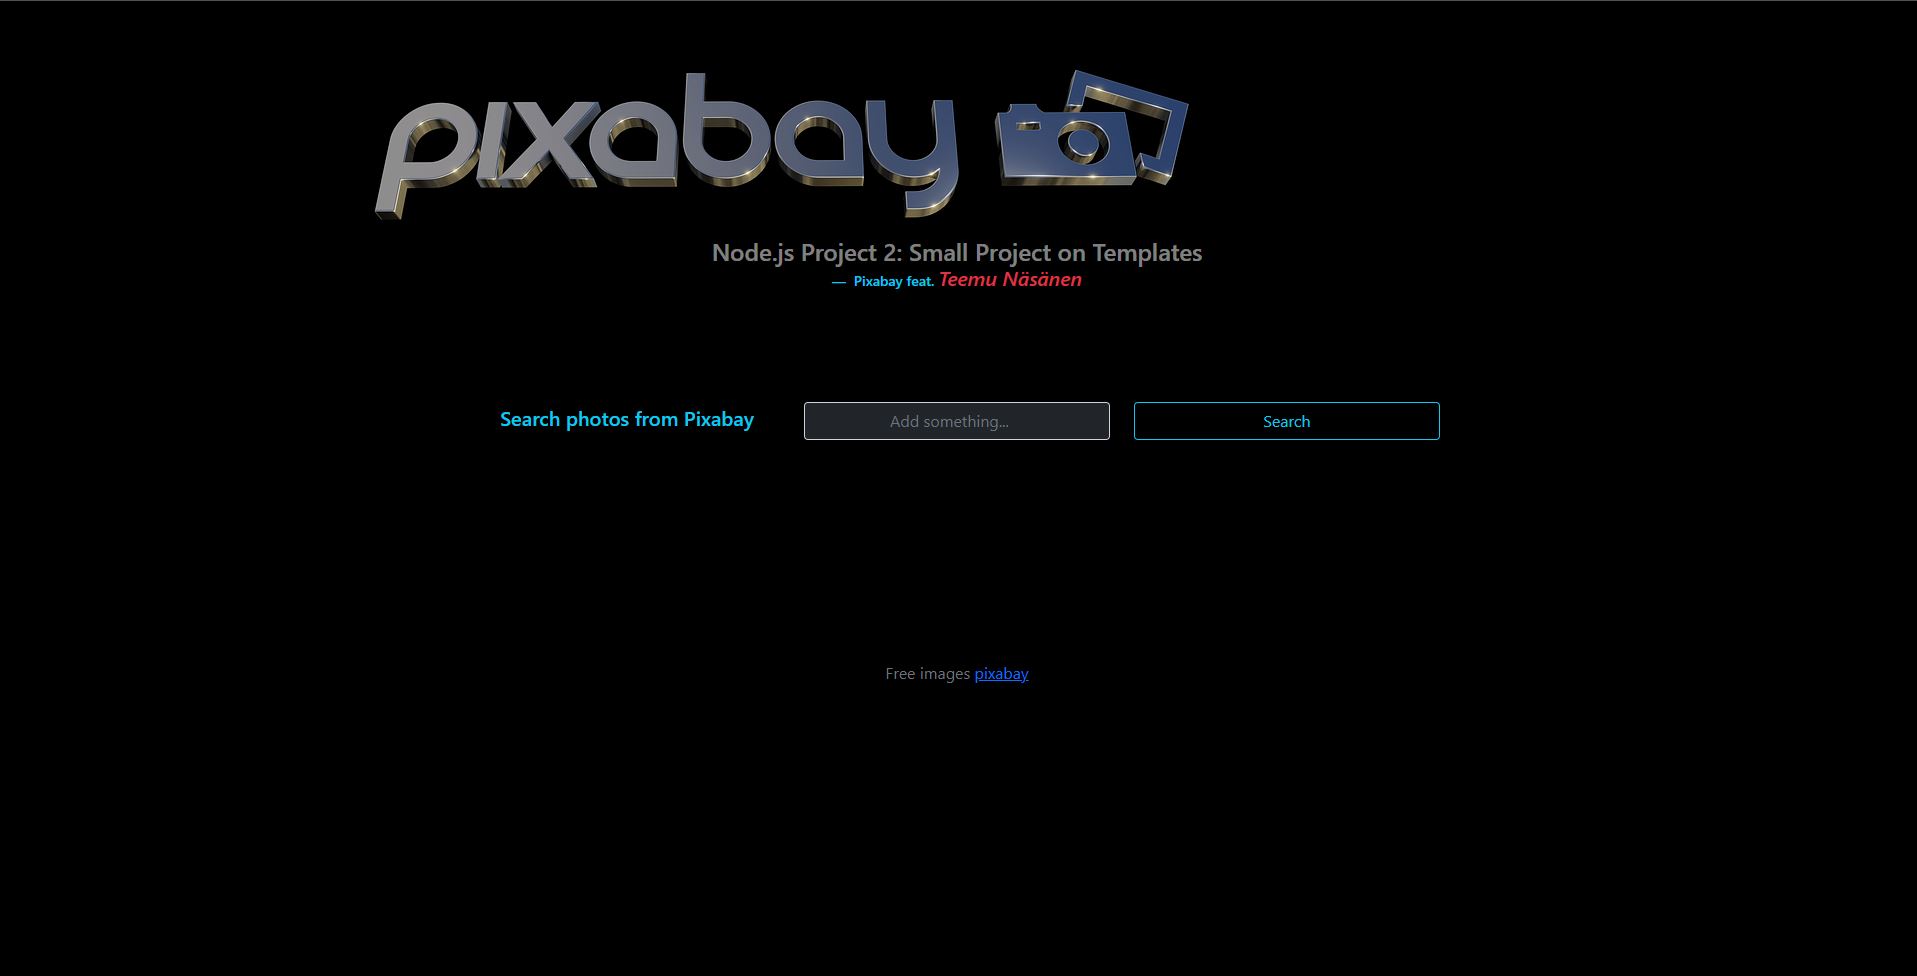 pixabay
Node.js Project 2: Small Project on Templates
— Pixabay feat. Teemu Näsänen
Search photos from Pixabay
Add something...
Search
Free images pixabay